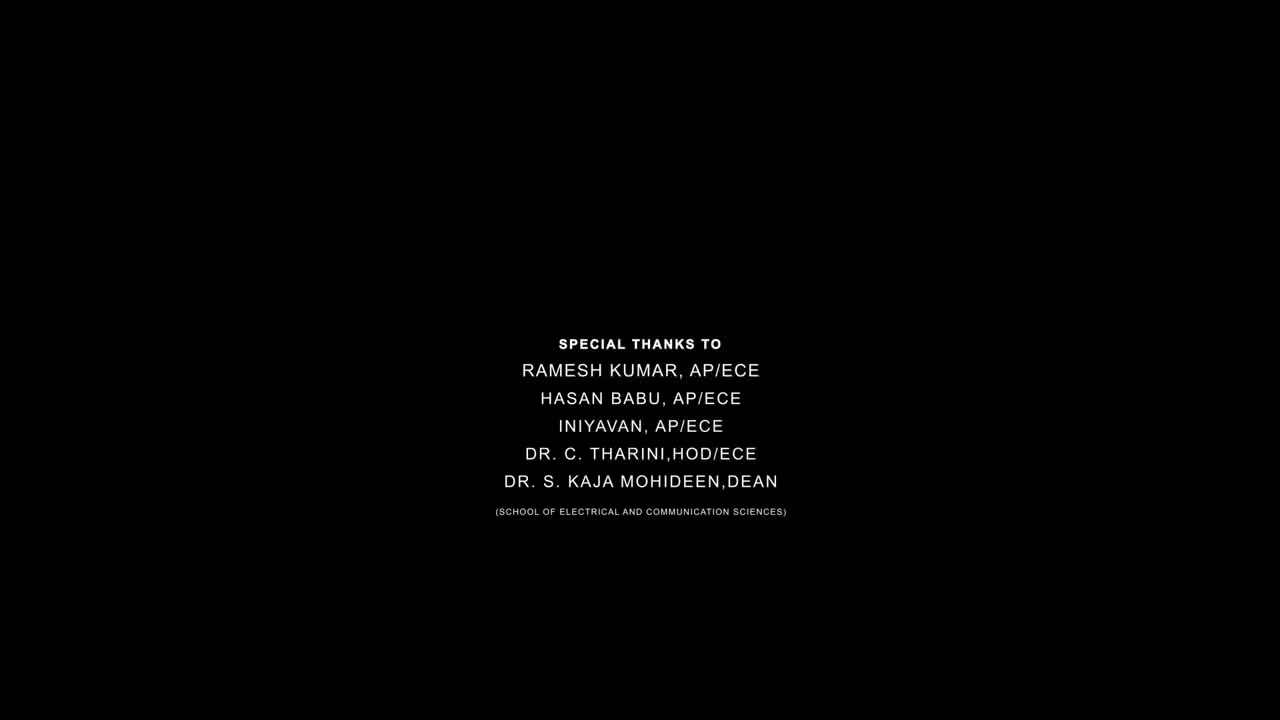 SPECIAL THANKS TO
RAMESH KUMAR, AP/ECE
HASAN BABU, AP/ECE
INIYAVAN, AP/ECE
DR. C. THARINI,HOD/ECE
DR. S. KAJA MOHIDEEN,DEAN
(SCHOOL OF ELECTRICAL AND COMMUNICATION SCIENCES)